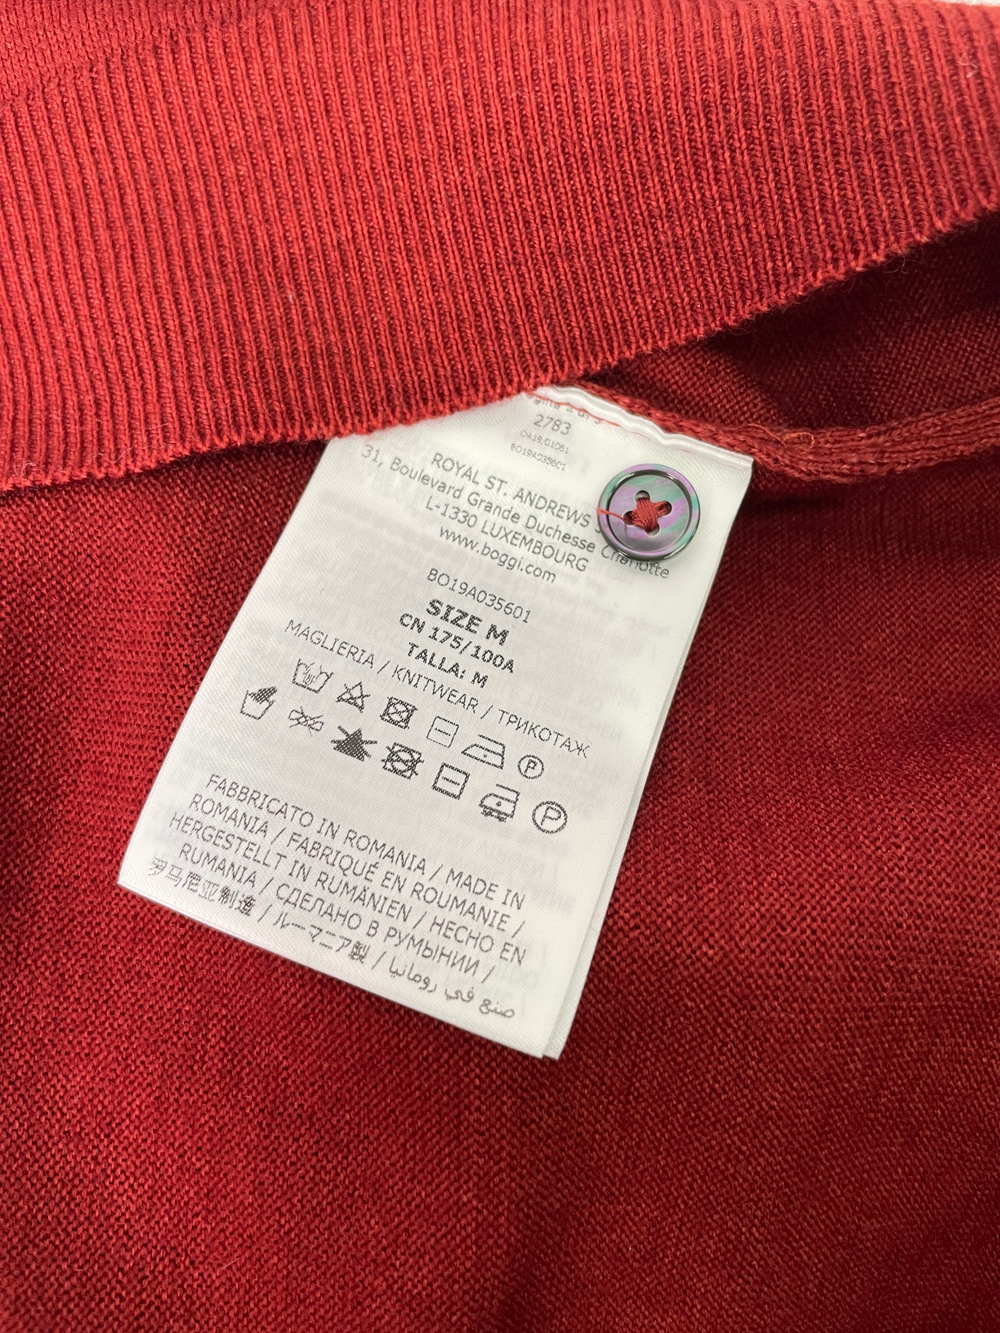 2783
0419.01061
BO19A035601
ROYAL ST. ANDREWS
31, Boulevard Grande Duchesse Charlotte
L-1330 LUXEMBOURG
www.boggi.com
BO19A035601
SIZE M
CN 175/100A
TALLA: M
MAGLIERIA / KNITWEAR / ТРИКОТАЖ
P
P
FABBRICATO IN ROMANIA / MADE IN
ROMANIA / FABRIQUÉ EN ROUMANIE /
HERGESTELLT IN RUMÄNIEN / HECHO EN
RUMANIA / СДЕЛАНО В РУМЫНИИ /
罗马尼亚制造 / ルーマニア製 / صنع في رومانيا